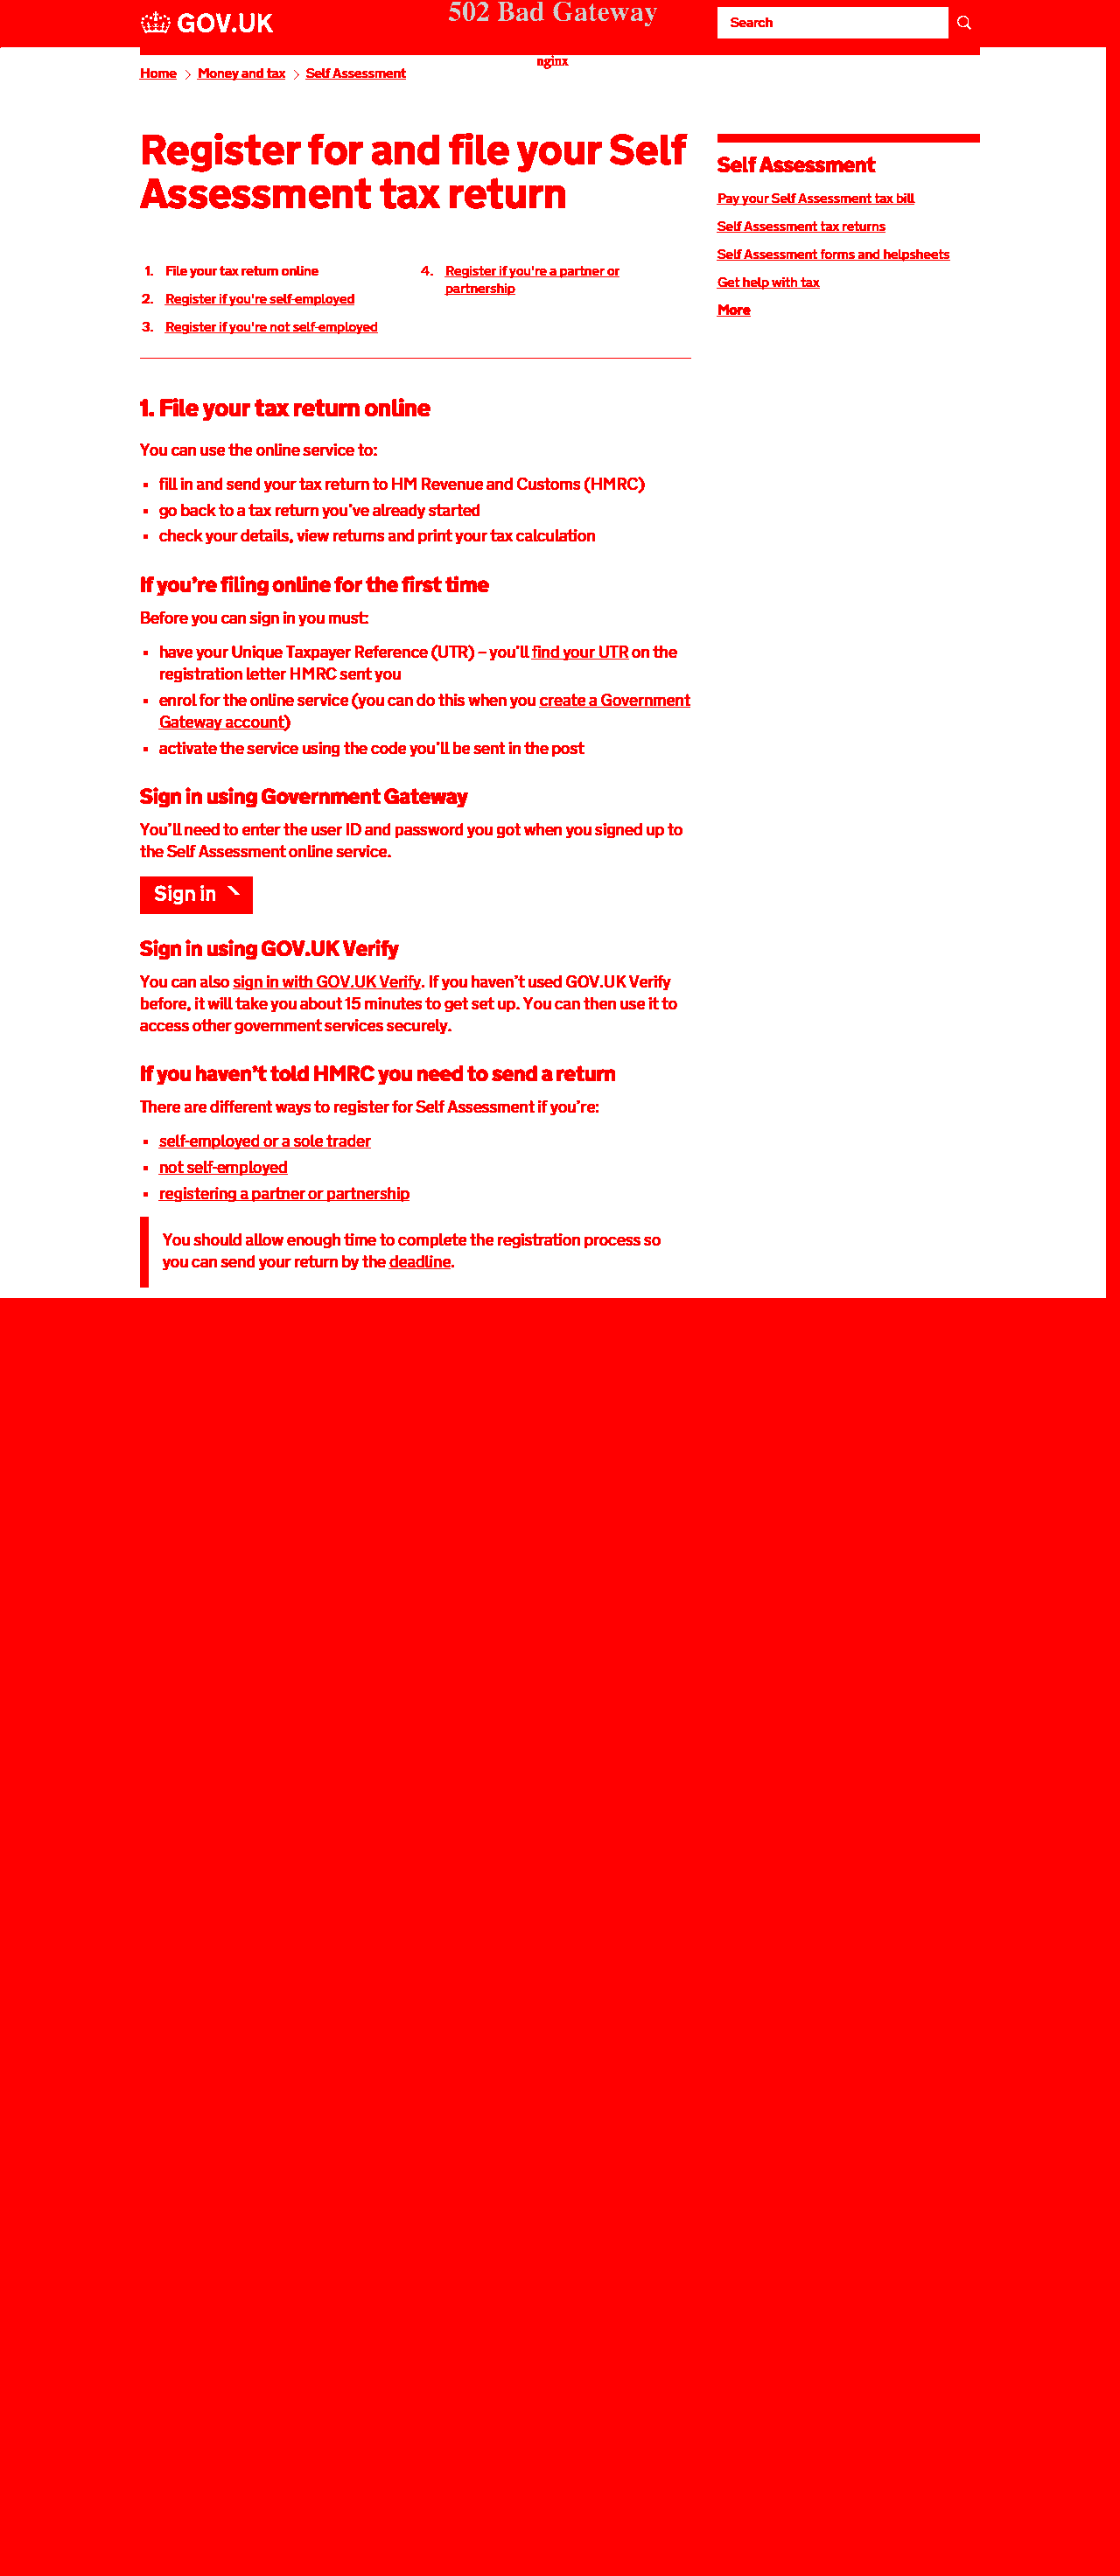 GOV.UK
502 Bad Gateway
Search
nginx
Home > Money and tax > Self Assessment
Register for and file your Self
Assessment tax return
1. File your tax return online
2. Register if you're self-employed
3. Register if you're not self-employed
4. Register if you're a partner or
partnership
Self Assessment
Pay your Self Assessment tax bill
Self Assessment tax returns
Self Assessment forms and helpsheets
Get help with tax
More
1. File your tax return online
You can use the online service to:
▪ fill in and send your tax return to HM Revenue and Customs (HMRC)
▪ go back to a tax return you’ve already started
▪ check your details, view returns and print your tax calculation
If you’re filing online for the first time
Before you can sign in you must:
▪ have your Unique Taxpayer Reference (UTR) – you’ll find your UTR on the
registration letter HMRC sent you
▪ enrol for the online service (you can do this when you create a Government
Gateway account)
▪ activate the service using the code you’ll be sent in the post
Sign in using Government Gateway
You’ll need to enter the user ID and password you got when you signed up to
the Self Assessment online service.
Sign in
Sign in using GOV.UK Verify
You can also sign in with GOV.UK Verify. If you haven’t used GOV.UK Verify
before, it will take you about 15 minutes to get set up. You can then use it to
access other government services securely.
If you haven’t told HMRC you need to send a return
There are different ways to register for Self Assessment if you’re:
▪ self-employed or a sole trader
▪ not self-employed
▪ registering a partner or partnership
You should allow enough time to complete the registration process so
you can send your return by the deadline.